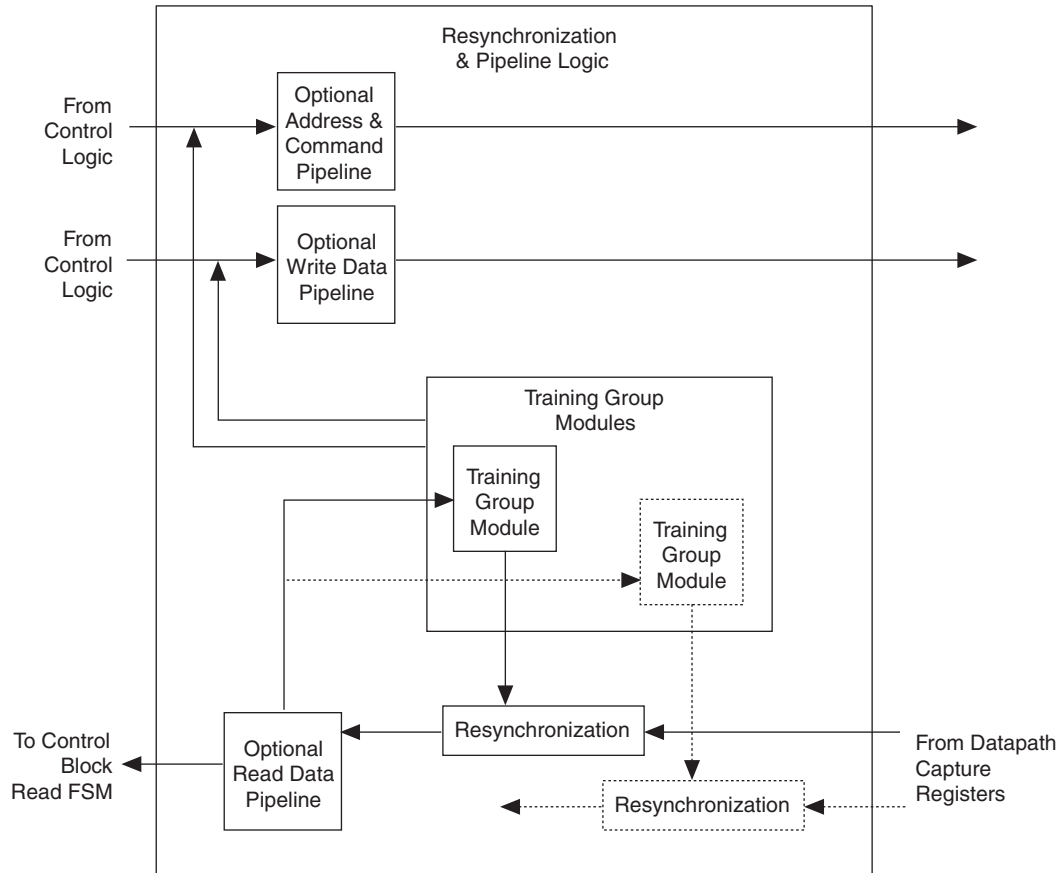 Resynchronization
& Pipeline Logic
From
Control
Logic
Optional
Address &
Command
Pipeline
From
Control
Logic
Optional
Write Data
Pipeline
Training Group
Modules
Training
Group
Module
Training
Group
Module
To Control
Block
Read FSM
Optional
Read Data
Pipeline
Resynchronization
Resynchronization
From Datapath
Capture
Registers